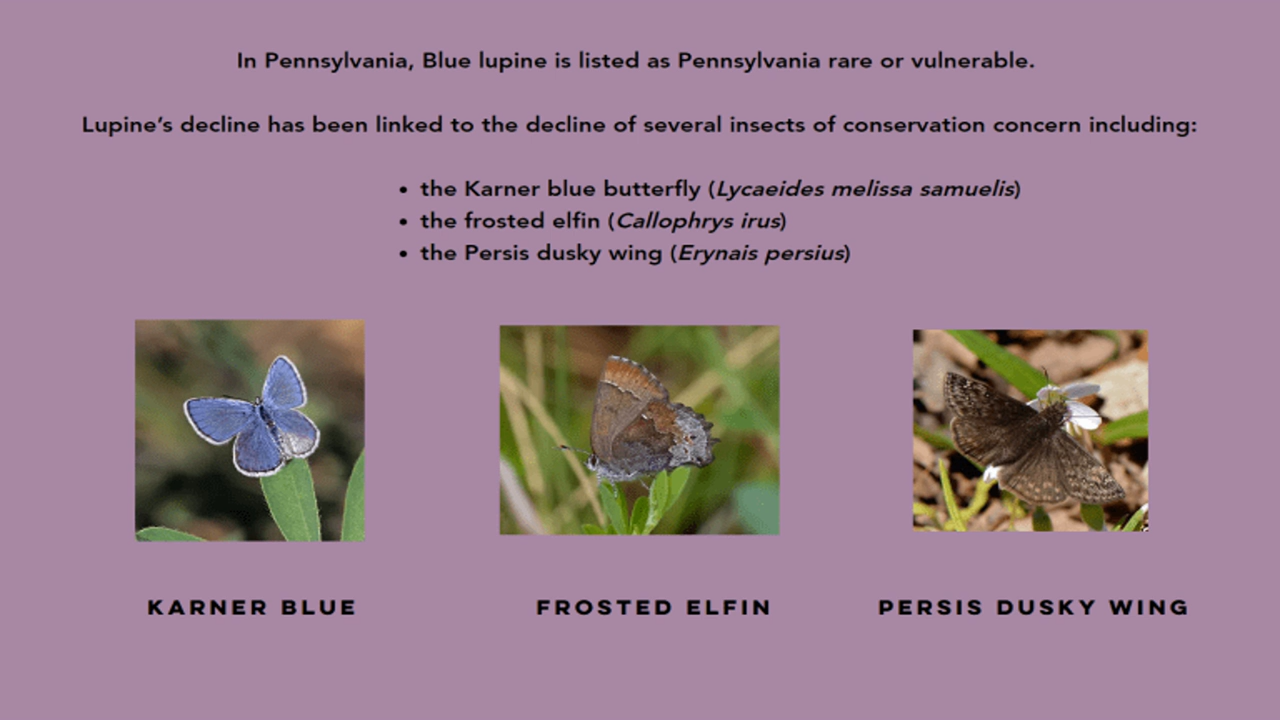 In Pennsylvania, Blue lupine is listed as Pennsylvania rare or vulnerable.
Lupine’s decline has been linked to the decline of several insects of conservation concern including:
• the Karner blue butterfly (Lycaeides melissa samuelis)
• the frosted elfin (Callophrys irus)
• the Persis dusky wing (Erynais persius)
KARNER BLUE
FROSTED ELFIN
PERSIS DUSKY WING